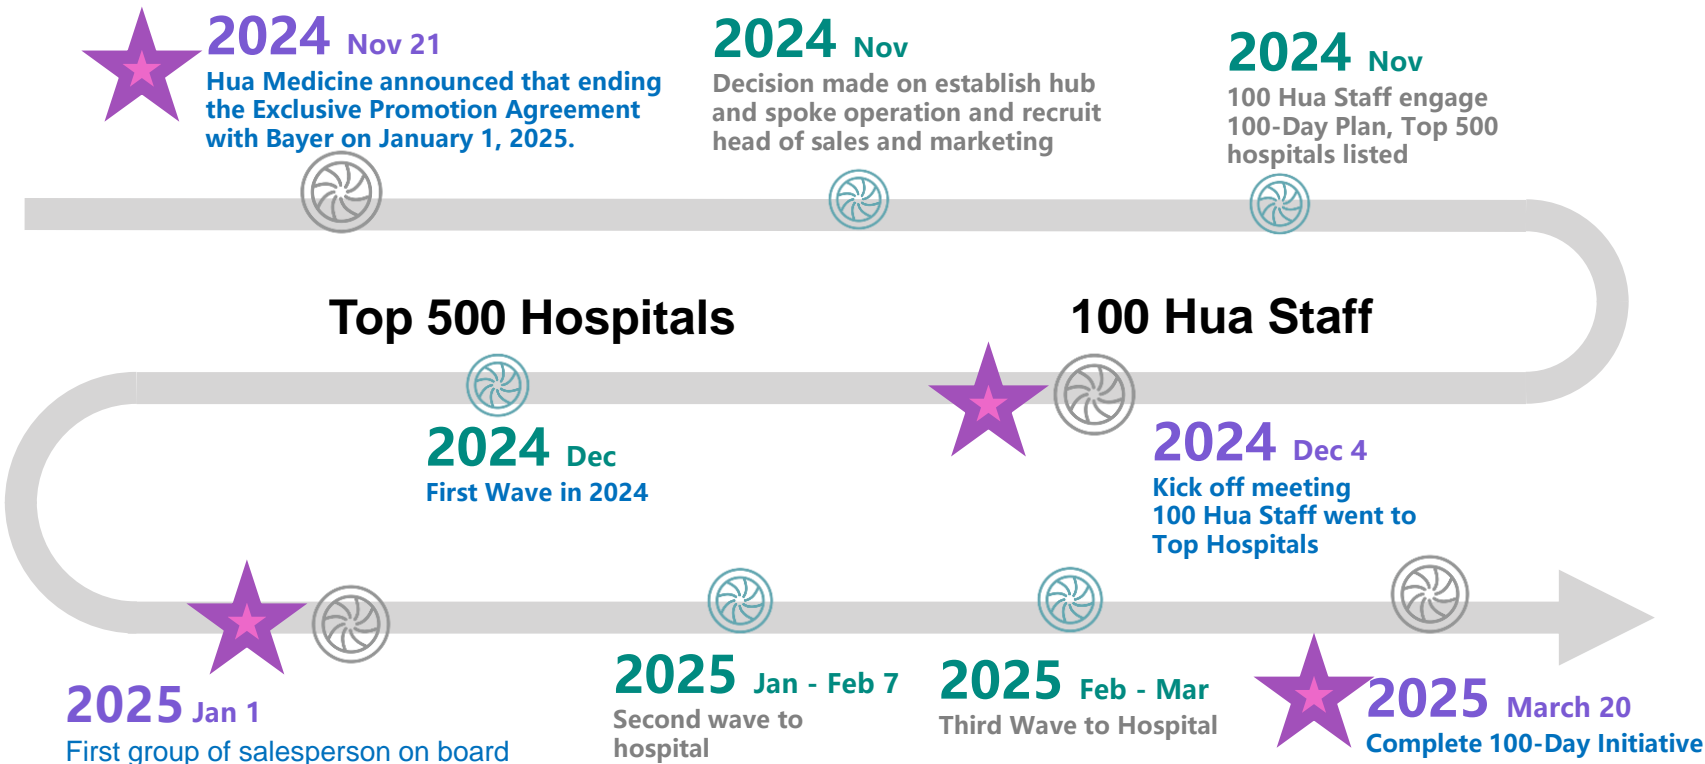 2024 Nov 21
Hua Medicine announced that ending
the Exclusive Promotion Agreement
with Bayer on January 1, 2025.
2024 Nov
Decision made on establish hub
and spoke operation and recruit
head of sales and marketing
2024 Nov
100 Hua Staff engage
100-Day Plan, Top 500
hospitals listed
Top 500 Hospitals
100 Hua Staff
2024 Dec 4
Kick off meeting
100 Hua Staff went to
Top Hospitals
2024 Dec
First Wave in 2024
2025 Jan 1
First group of salesperson on board
2025 Jan - Feb 7
Second wave to
hospital
2025 Feb - Mar
Third Wave to Hospital
2025 March 20
Complete 100-Day Initiative